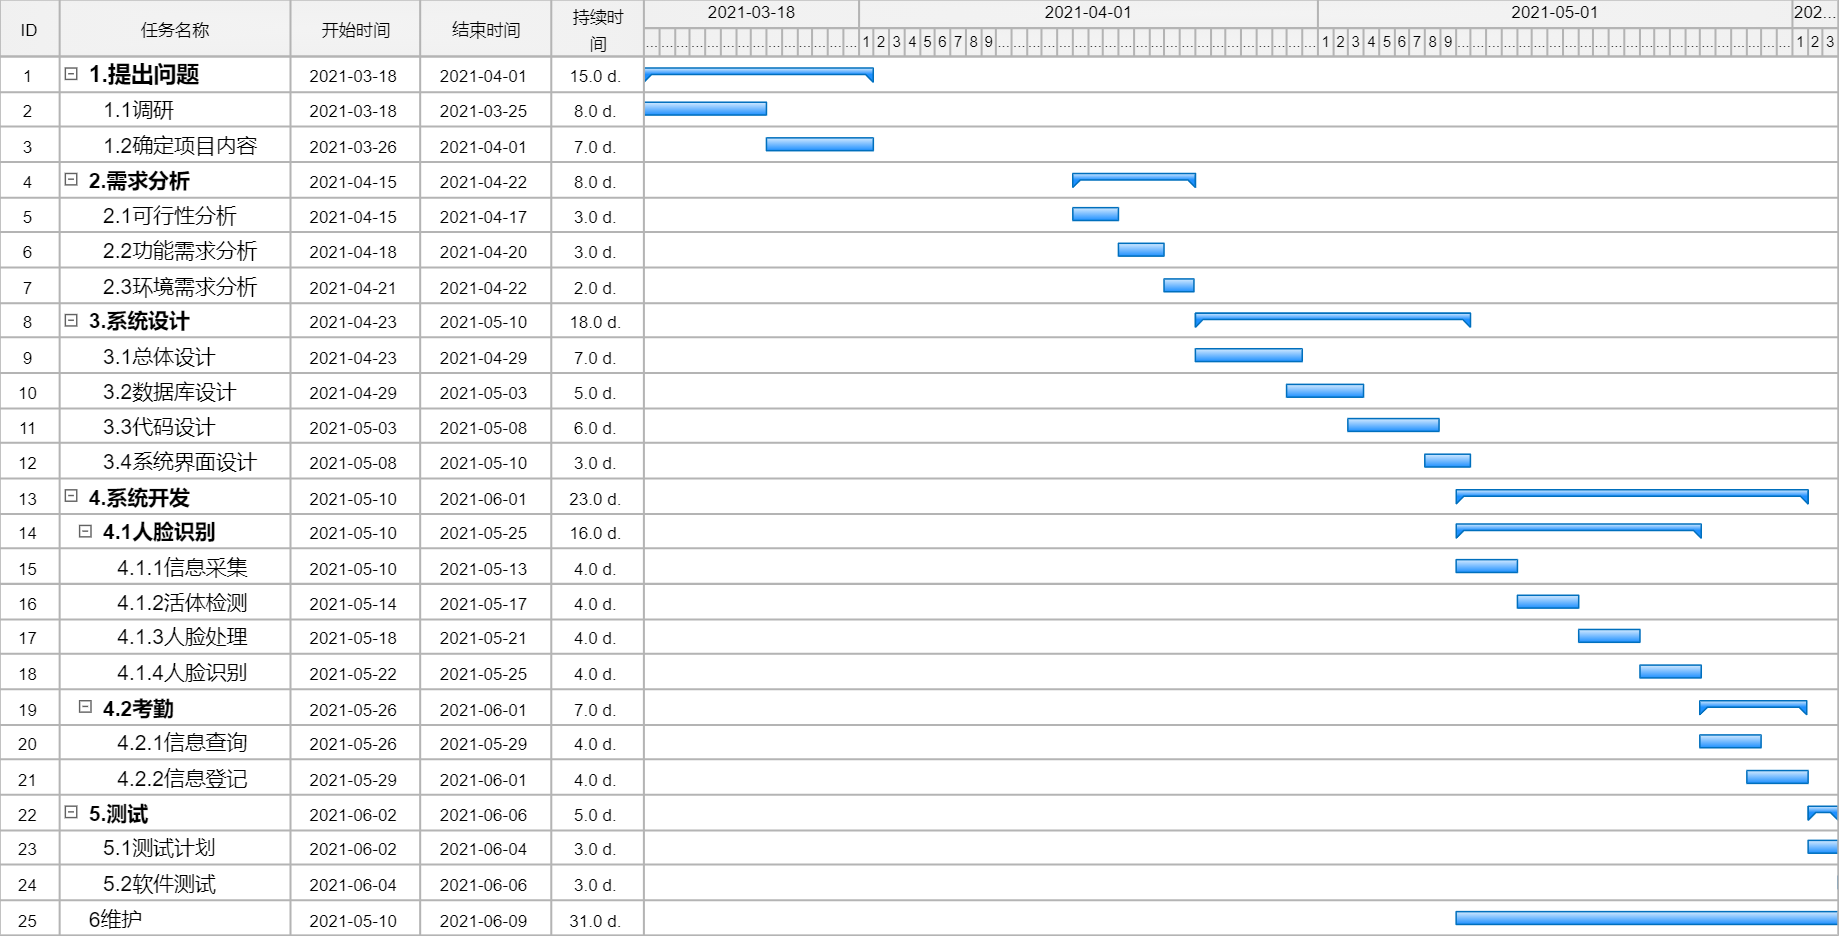 ID 任务名称 开始时间 结束时间 持续时间 2021-03-18 2021-04-01 2021-05-01 202...
... ... ... ... ... ... ... ... ... ... ... ... ... ... 1 2 3 4 5 6 7 8 9 ... ... ... ... ... ... ... ... ... ... ... ... ... ... ... ... ... ... ... ... ... 1 2 3 4 5 6 7 8 9 ... ... ... ... ... ... ... ... ... ... ... ... ... ... ... ... ... ... ... ... ... ... 1 2 3
1 1.提出问题 2021-03-18 2021-04-01 15.0 d.
2 1.1调研 2021-03-18 2021-03-25 8.0 d.
3 1.2确定项目内容 2021-03-26 2021-04-01 7.0 d.
4 2.需求分析 2021-04-15 2021-04-22 8.0 d.
5 2.1可行性分析 2021-04-15 2021-04-17 3.0 d.
6 2.2功能需求分析 2021-04-18 2021-04-20 3.0 d.
7 2.3环境需求分析 2021-04-21 2021-04-22 2.0 d.
8 3.系统设计 2021-04-23 2021-05-10 18.0 d.
9 3.1总体设计 2021-04-23 2021-04-29 7.0 d.
10 3.2数据库设计 2021-04-29 2021-05-03 5.0 d.
11 3.3代码设计 2021-05-03 2021-05-08 6.0 d.
12 3.4系统界面设计 2021-05-08 2021-05-10 3.0 d.
13 4.系统开发 2021-05-10 2021-06-01 23.0 d.
14 4.1人脸识别 2021-05-10 2021-05-25 16.0 d.
15 4.1.1信息采集 2021-05-10 2021-05-13 4.0 d.
16 4.1.2活体检测 2021-05-14 2021-05-17 4.0 d.
17 4.1.3人脸处理 2021-05-18 2021-05-21 4.0 d.
18 4.1.4人脸识别 2021-05-22 2021-05-25 4.0 d.
19 4.2考勤 2021-05-26 2021-06-01 7.0 d.
20 4.2.1信息查询 2021-05-26 2021-05-29 4.0 d.
21 4.2.2信息登记 2021-05-29 2021-06-01 4.0 d.
22 5.测试 2021-06-02 2021-06-06 5.0 d.
23 5.1测试计划 2021-06-02 2021-06-04 3.0 d.
24 5.2软件测试 2021-06-04 2021-06-06 3.0 d.
25 6维护 2021-05-10 2021-06-09 31.0 d.